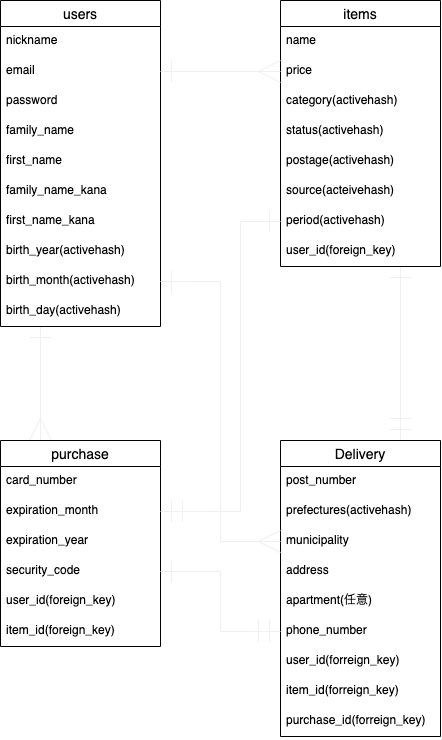 users
nickname
email
password
family_name
first_name
family_name_kana
first_name_kana
birth_year(activehash)
birth_month(activehash)
birth_day(activehash)
items
name
price
category(activehash)
status(activehash)
postage(activehash)
source(acteivehash)
period(activehash)
user_id(foreign_key)
purchase
card_number
expiration_month
expiration_year
security_code
user_id(foreign_key)
item_id(foreign_key)
Delivery
post_number
prefectures(activehash)
municipality
address
apartment(任意)
phone_number
user_id(forreign_key)
item_id(forreign_key)
purchase_id(forreign_key)